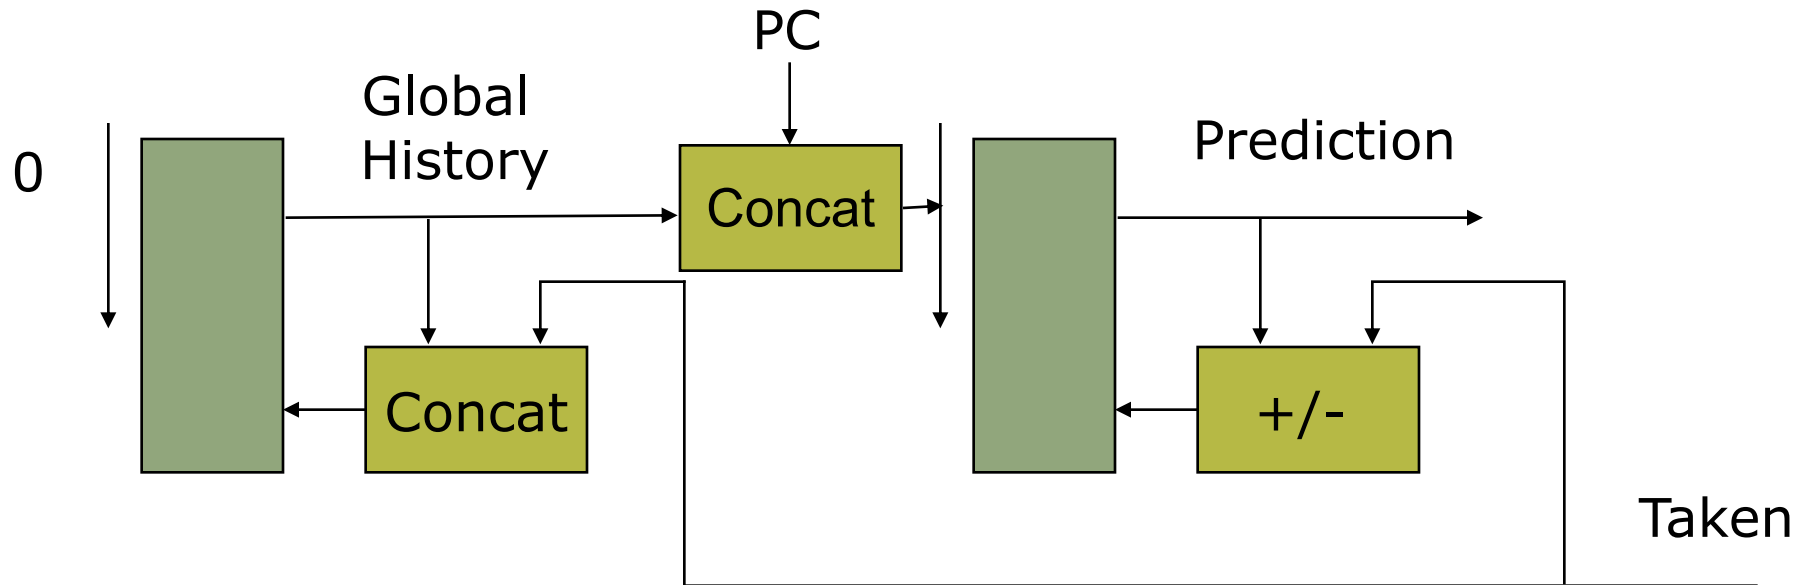 PC
Global
History
0
Concat
Prediction
Concat
+/-
Taken